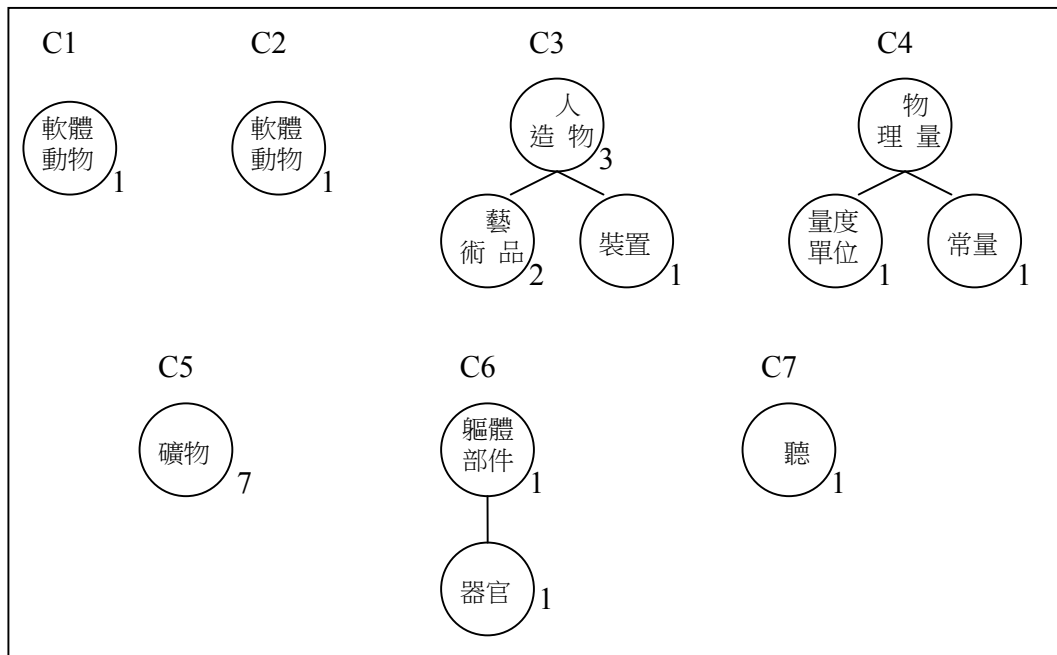 C1
C2
C3
C4
軟體
動物
1
軟體
動物
1
人
造 物
3
藝
術 品
2
裝置
1
物
理 量
量度
單位
1
常量
1
C5
C6
C7
礦物
7
軀體
部件
1
器官
1
聽
1